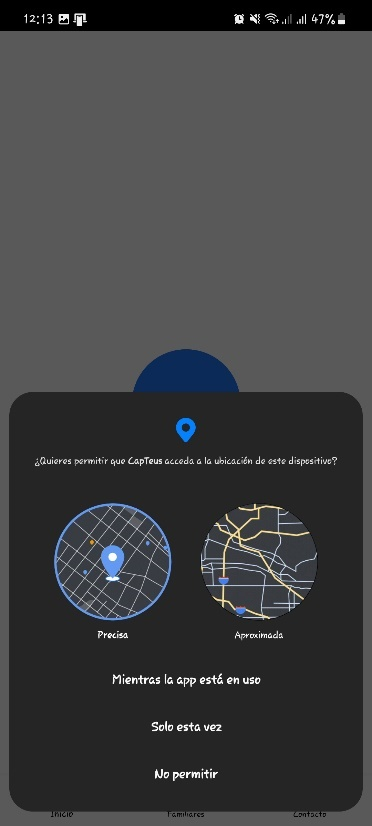 12:13
47%
¿Quieres permitir que CapTeus acceda a la ubicación de este dispositivo?
Precisa Aproximada
Mientras la app está en uso
Solo esta vez
No permitir
Inicio Familiares Contacto